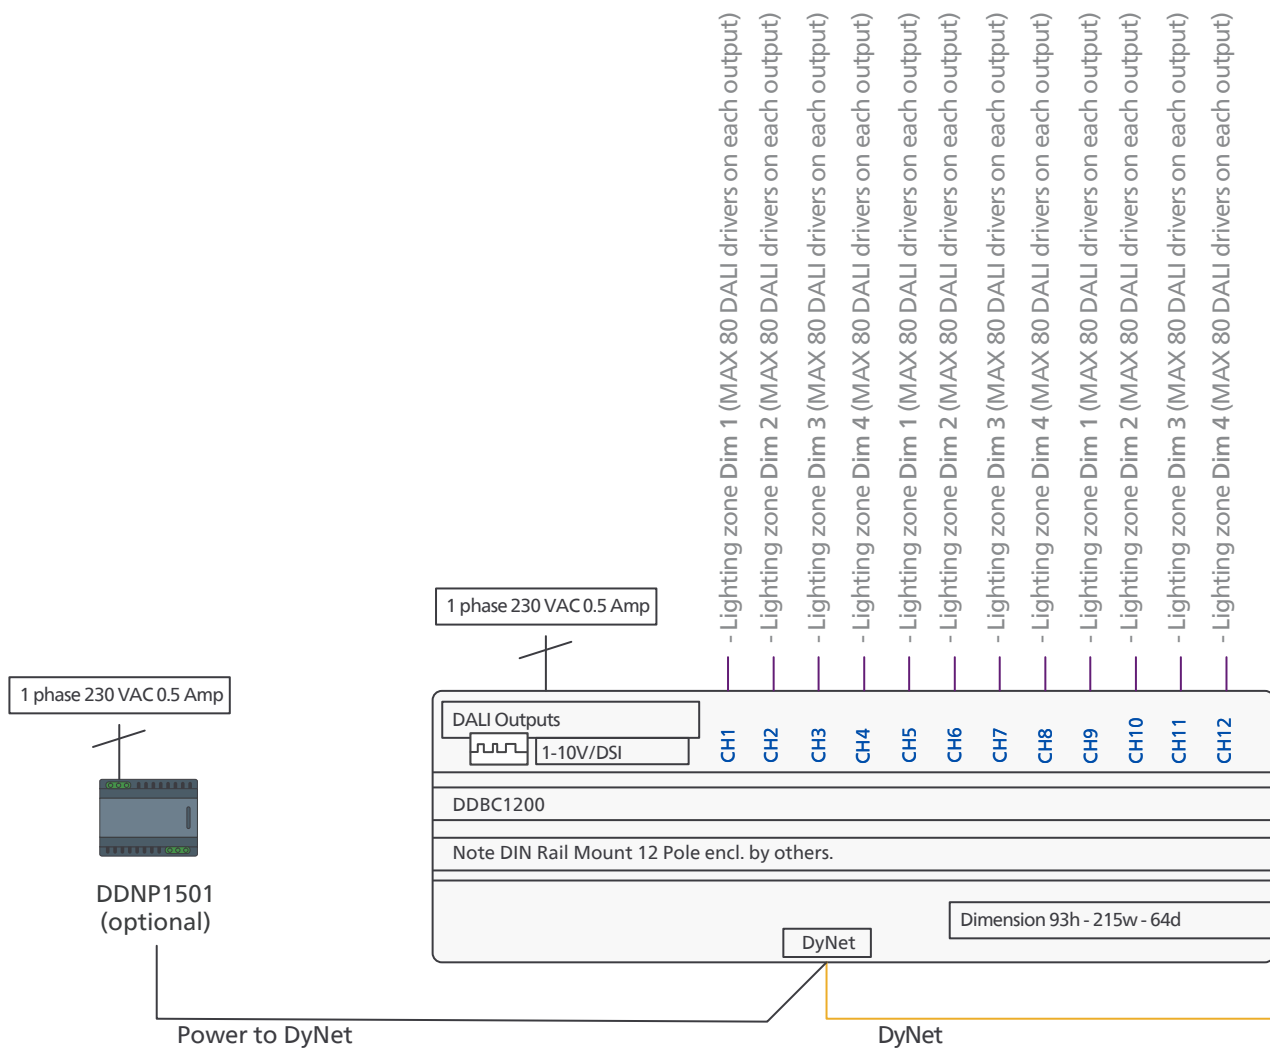 - Lighting zone Dim 1 (MAX 80 DALI drivers on each output)
- Lighting zone Dim 2 (MAX 80 DALI drivers on each output)
- Lighting zone Dim 3 (MAX 80 DALI drivers on each output)
- Lighting zone Dim 4 (MAX 80 DALI drivers on each output)
- Lighting zone Dim 1 (MAX 80 DALI drivers on each output)
- Lighting zone Dim 2 (MAX 80 DALI drivers on each output)
- Lighting zone Dim 3 (MAX 80 DALI drivers on each output)
- Lighting zone Dim 4 (MAX 80 DALI drivers on each output)
- Lighting zone Dim 1 (MAX 80 DALI drivers on each output)
- Lighting zone Dim 2 (MAX 80 DALI drivers on each output)
- Lighting zone Dim 3 (MAX 80 DALI drivers on each output)
- Lighting zone Dim 4 (MAX 80 DALI drivers on each output)
1 phase 230 VAC 0.5 Amp
1 phase 230 VAC 0.5 Amp
DALI Outputs
1-10V/DSI
CH1
CH2
CH3
CH4
CH5
CH6
CH7
CH8
CH9
CH10
CH11
CH12
DDBC1200
Note DIN Rail Mount 12 Pole encl. by others.
DDNP1501
(optional)
Dimension 93h - 215w - 64d
DyNet
Power to DyNet
DyNet